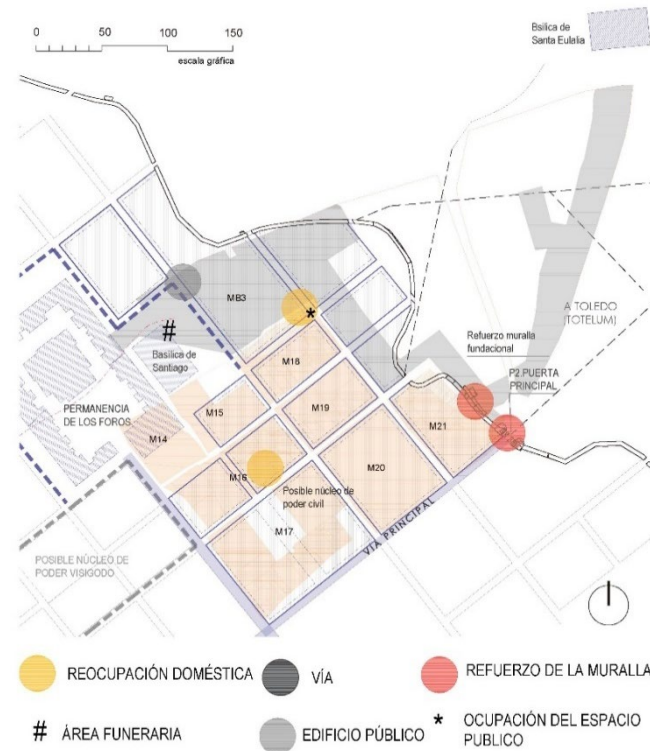 Bsilica de
Santa Eulalia
0 50 100 150
escala gráfica
A TOLEDO
(TOTELUM)
Refuerzo muralla
fundacional
P2.PUERTA
PRINCIPAL
MB3
*
#
Basílica de
Santiago
M18
PERMANENCIA
DE LOS FOROS
M15
M19
M21
M14
M16
M20
Posible núcleo de
poder civil
M17
VÍA PRINCIPAL
POSIBLE NÚCLEO DE
PODER VISIGODO
REOCUPACIÓN DOMÉSTICA
VÍA
REFUERZO DE LA MURALLA
# ÁREA FUNERARIA
EDIFICIO PÚBLICO
* OCUPACIÓN DEL ESPACIO
PUBLICO